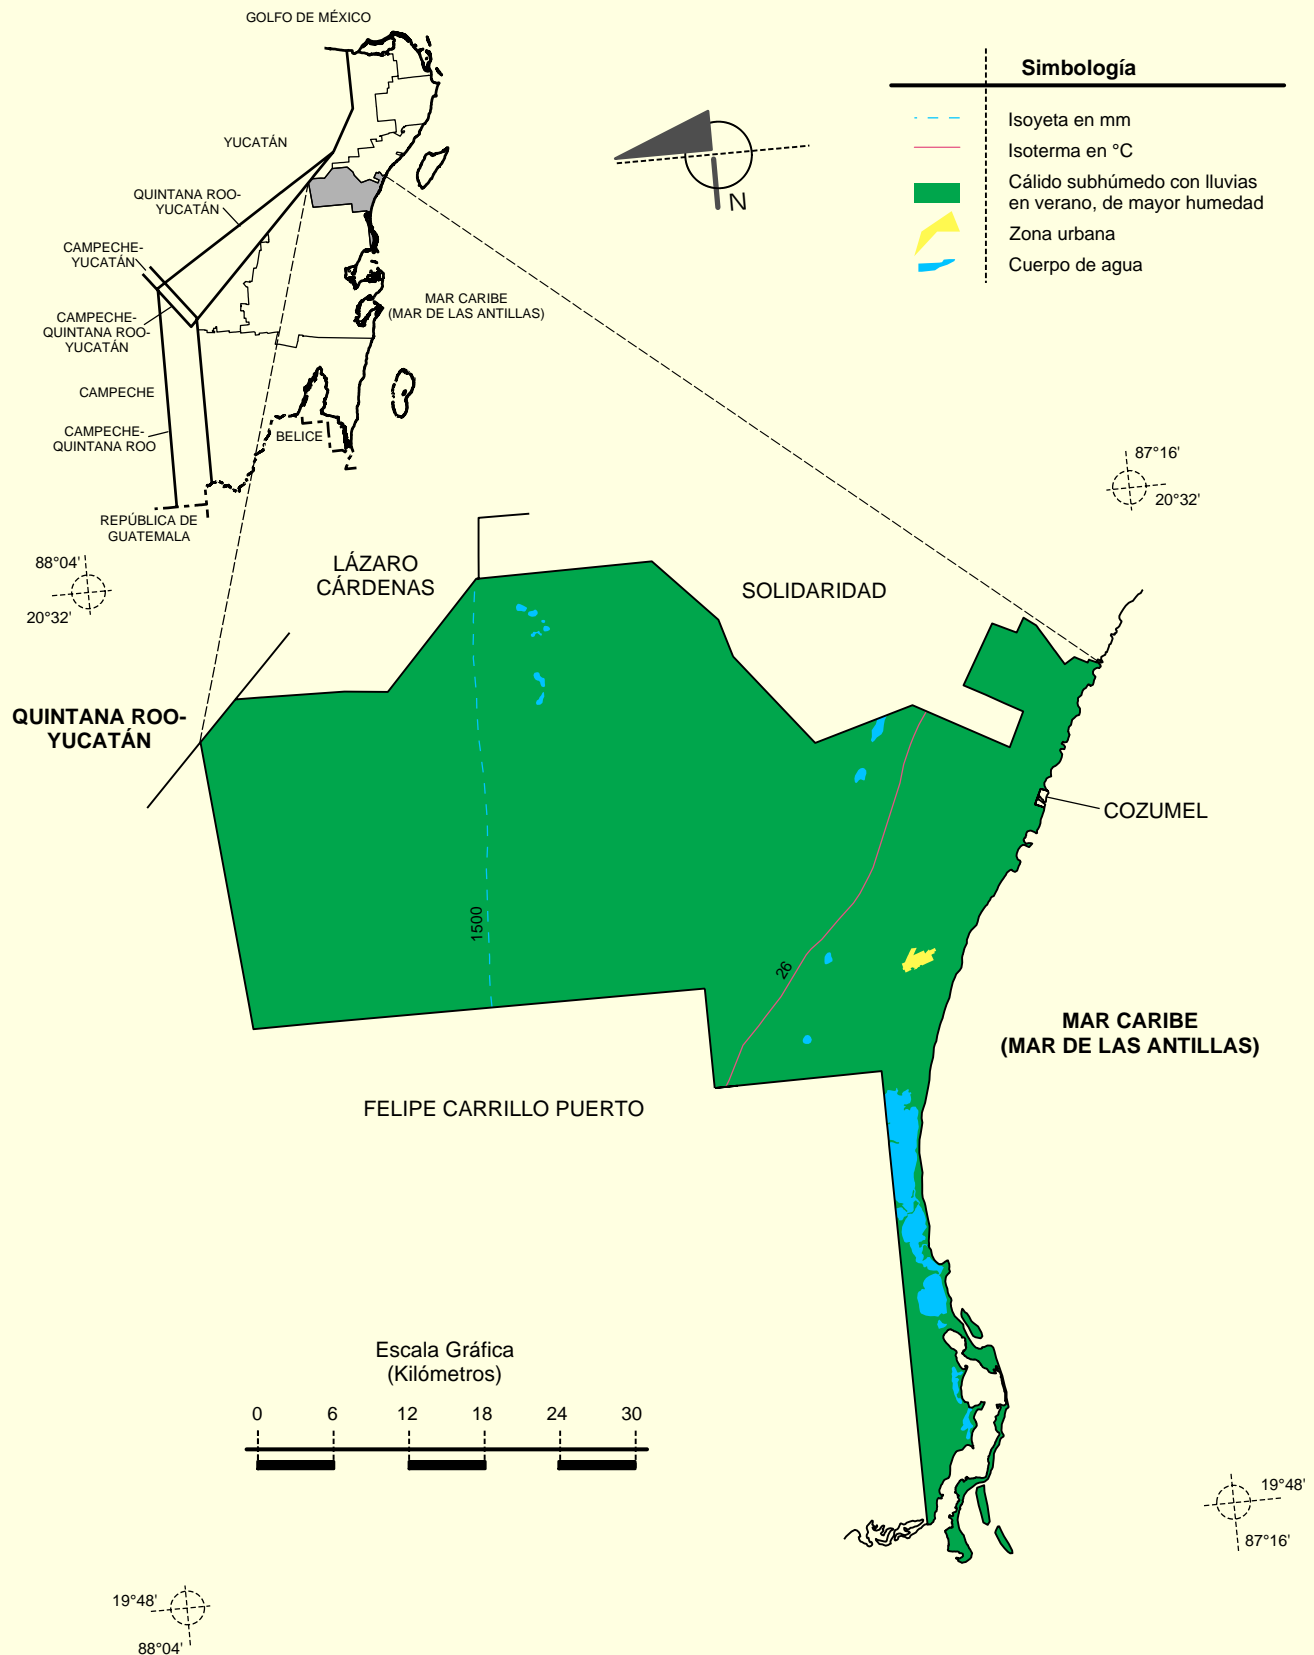 GOLFO DE MÉXICO
YUCATÁN
QUINTANA ROO-
YUCATÁN
CAMPECHE-
YUCATÁN
CAMPECHE-
QUINTANA ROO-
YUCATÁN
CAMPECHE
CAMPECHE-
QUINTANA ROO
REPÚBLICA DE
GUATEMALA
BELICE
MAR CARIBE
(MAR DE LAS ANTILLAS)
N
Simbología
Isoyeta en mm
Isoterma en °C
Cálido subhúmedo con lluvias
en verano, de mayor humedad
Zona urbana
Cuerpo de agua
87°16'
20°32'
88°04'
20°32'
LÁZARO
CÁRDENAS
SOLIDARIDAD
QUINTANA ROO-
YUCATÁN
COZUMEL
1500
26
MAR CARIBE
(MAR DE LAS ANTILLAS)
FELIPE CARRILLO PUERTO
Escala Gráfica
(Kilómetros)
0 6 12 18 24 30
19°48'
87°16'
19°48'
88°04'